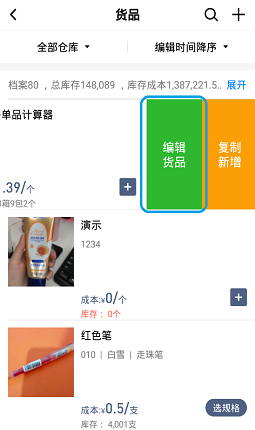 货品
全部仓库 编辑时间降序
档案80 ，总库存148,089 ，库存成本1,387,221.5.. 展开
单品计算器
编辑
货品
复制
新增
.39/个
箱9包2个
演示
1234
成本:¥0/个
库存： 0个
红色笔
010 | 白雪 | 走珠笔
成本:¥0.5/支
选规格
库存： 4,001支